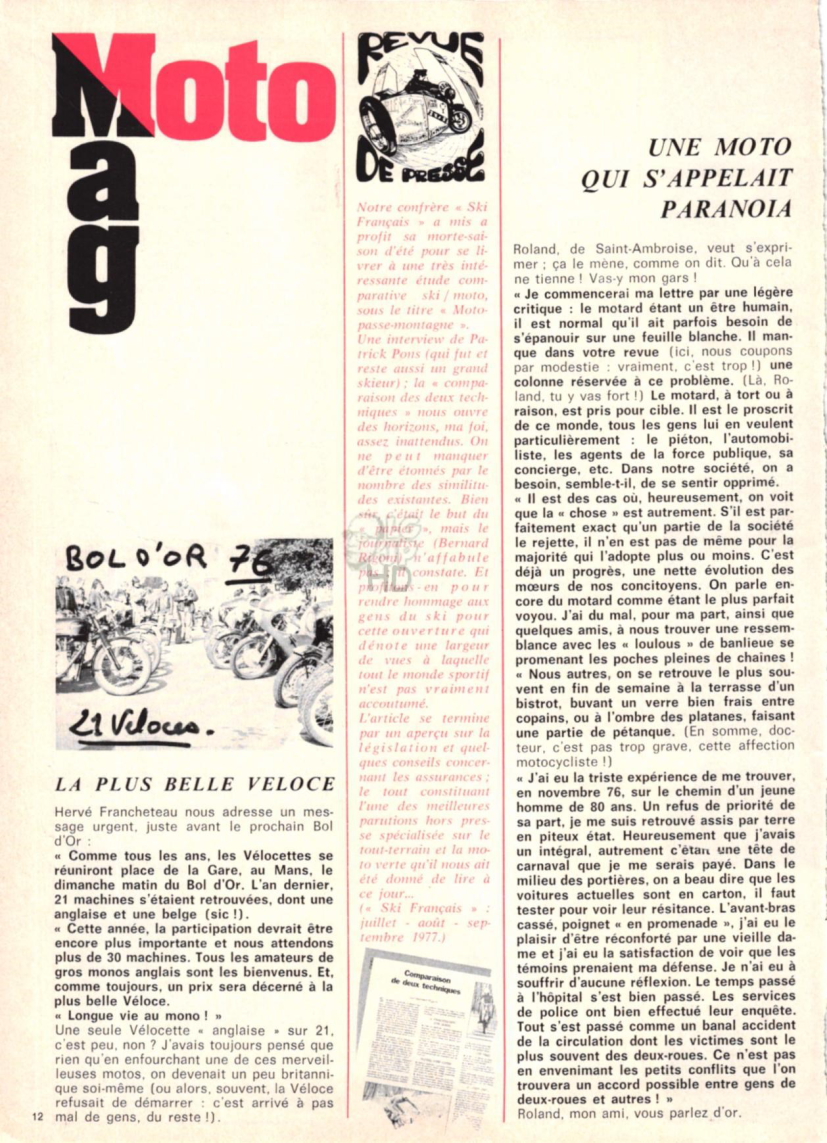 Moto
Mag
BOL D'OR 76
21 Véloces.
LA PLUS BELLE VELOCE
Hervé Francheteau nous adresse un mes-
sage urgent, juste avant le prochain Bol
d'Or :
« Comme tous les ans, les Vélocettes se
réuniront place de la Gare, au Mans, le
dimanche matin du Bol d'Or. L'an dernier,
21 machines s'étaient retrouvées, dont une
anglaise et une belge (sic !).
« Cette année, la participation devrait être
encore plus importante et nous attendons
plus de 30 machines. Tous les amateurs de
gros monos anglais sont les bienvenus. Et,
comme toujours, un prix sera décerné à la
plus belle Véloce.
« Longue vie au mono ! »
Une seule Vélocette « anglaise » sur 21,
c'est peu, non ? J'avais toujours pensé que
rien qu'en enfourchant une de ces merveil-
leuses motos, on devenait un peu britanni-
que soi-même (ou alors, souvent, la Véloce
refusait de démarrer : c'est arrivé à pas
mal de gens, du reste !).
12
REVUE
DE PRESSE
Notre confrère « Ski
Français » a mis a
profit sa morte-sai-
son d'été pour se li-
vrer à une très inté-
ressante étude com-
parative ski / moto,
sous le titre « Moto-
passe-montagne ».
Une interview de Pa-
trick Pons (qui fut et
reste aussi un grand
skieur) ; la « compa-
raison des deux tech-
niques » nous ouvre
des horizons, ma foi,
assez inattendus. On
ne peut manquer
d'être étonnés par le
nombre des similitu-
des existantes. Bien
sûr, c'était le but du
« papier », mais le
journaliste (Bernard
n'affabule
pas, il constate. Et
profitons-en pour
rendre hommage aux
gens du ski pour
cette ouverture qui
dénote une largeur
de vues à laquelle
tout le monde sportif
n'est pas vraiment
accoutumé.
L'article se termine
par un aperçu sur la
législation et quel-
ques conseils concer-
nant les assurances ;
le tout constituant
l'une des meilleures
parutions hors pres-
se spécialisée sur le
tout-terrain et la mo-
to verte qu'il nous ait
été donné de lire à
ce jour...
(« Ski Français » :
juillet - août - sep-
tembre 1977.)
Comparaison
de deux techniques
HD
UNE MOTO
QUI S'APPELAIT
PARANOIA
Roland, de Saint-Ambroise, veut s'expri-
mer ; ça le mène, comme on dit. Qu'à cela
ne tienne ! Vas-y mon gars !
« Je commencerai ma lettre par une légère
critique : le motard étant un être humain,
il est normal qu'il ait parfois besoin de
s'épanouir sur une feuille blanche. Il man-
que dans votre revue (ici, nous coupons
par modestie : vraiment, c'est trop !) une
colonne réservée à ce problème. (Là, Ro-
land, tu y vas fort !) Le motard, à tort ou à
raison, est pris pour cible. Il est le proscrit
de ce monde, tous les gens lui en veulent
particulièrement : le piéton, l'automobi-
liste, les agents de la force publique, sa
concierge, etc. Dans notre société, on a
besoin, semble-t-il, de se sentir opprimé.
« Il est des cas où, heureusement, on voit
que la « chose » est autrement. S'il est par-
faitement exact qu'un partie de la société
le rejette, il n'en est pas de même pour la
majorité qui l'adopte plus ou moins. C'est
déjà un progrès, une nette évolution des
mœurs de nos concitoyens. On parle en-
core du motard comme étant le plus parfait
voyou. J'ai du mal, pour ma part, ainsi que
quelques amis, à nous trouver une ressem-
blance avec les « loulous » de banlieue se
promenant les poches pleines de chaines !
« Nous autres, on se retrouve le plus sou-
vent en fin de semaine à la terrasse d'un
bistrot, buvant un verre bien frais entre
copains, ou à l'ombre des platanes, faisant
une partie de pétanque. (En somme, doc-
teur, c'est pas trop grave, cette affection
motocycliste !)
« J'ai eu la triste expérience de me trouver,
en novembre 76, sur le chemin d'un jeune
homme de 80 ans. Un refus de priorité de
sa part, je me suis retrouvé assis par terre
en piteux état. Heureusement que j'avais
un intégral, autrement c'était une tête de
carnaval que je me serais payé. Dans le
milieu des portières, on a beau dire que les
voitures actuelles sont en carton, il faut
tester pour voir leur résitance. L'avant-bras
cassé, poignet « en promenade », j'ai eu le
plaisir d'être réconforté par une vieille da-
me et j'ai eu la satisfaction de voir que les
témoins prenaient ma défense. Je n'ai eu à
souffrir d'aucune réflexion. Le temps passé
à l'hôpital s'est bien passé. Les services
de police ont bien effectué leur enquête.
Tout s'est passé comme un banal accident
de la circulation dont les victimes sont le
plus souvent des deux-roues. Ce n'est pas
en envenimant les petits conflits que l'on
trouvera un accord possible entre gens de
deux-roues et autres ! »
Roland, mon ami, vous parlez d'or.